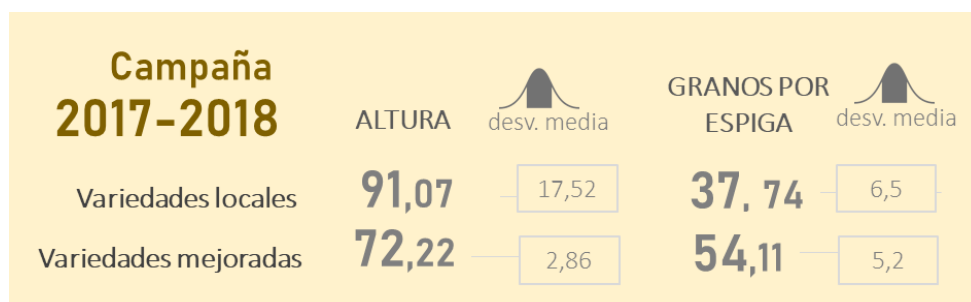 Campaña
2017-2018
ALTURA
desv. media
GRANOS POR
ESPIGA
desv. media
Variedades locales 91,07 17,52 37, 74 6,5
Variedades mejoradas 72,22 2,86 54,11 5,2